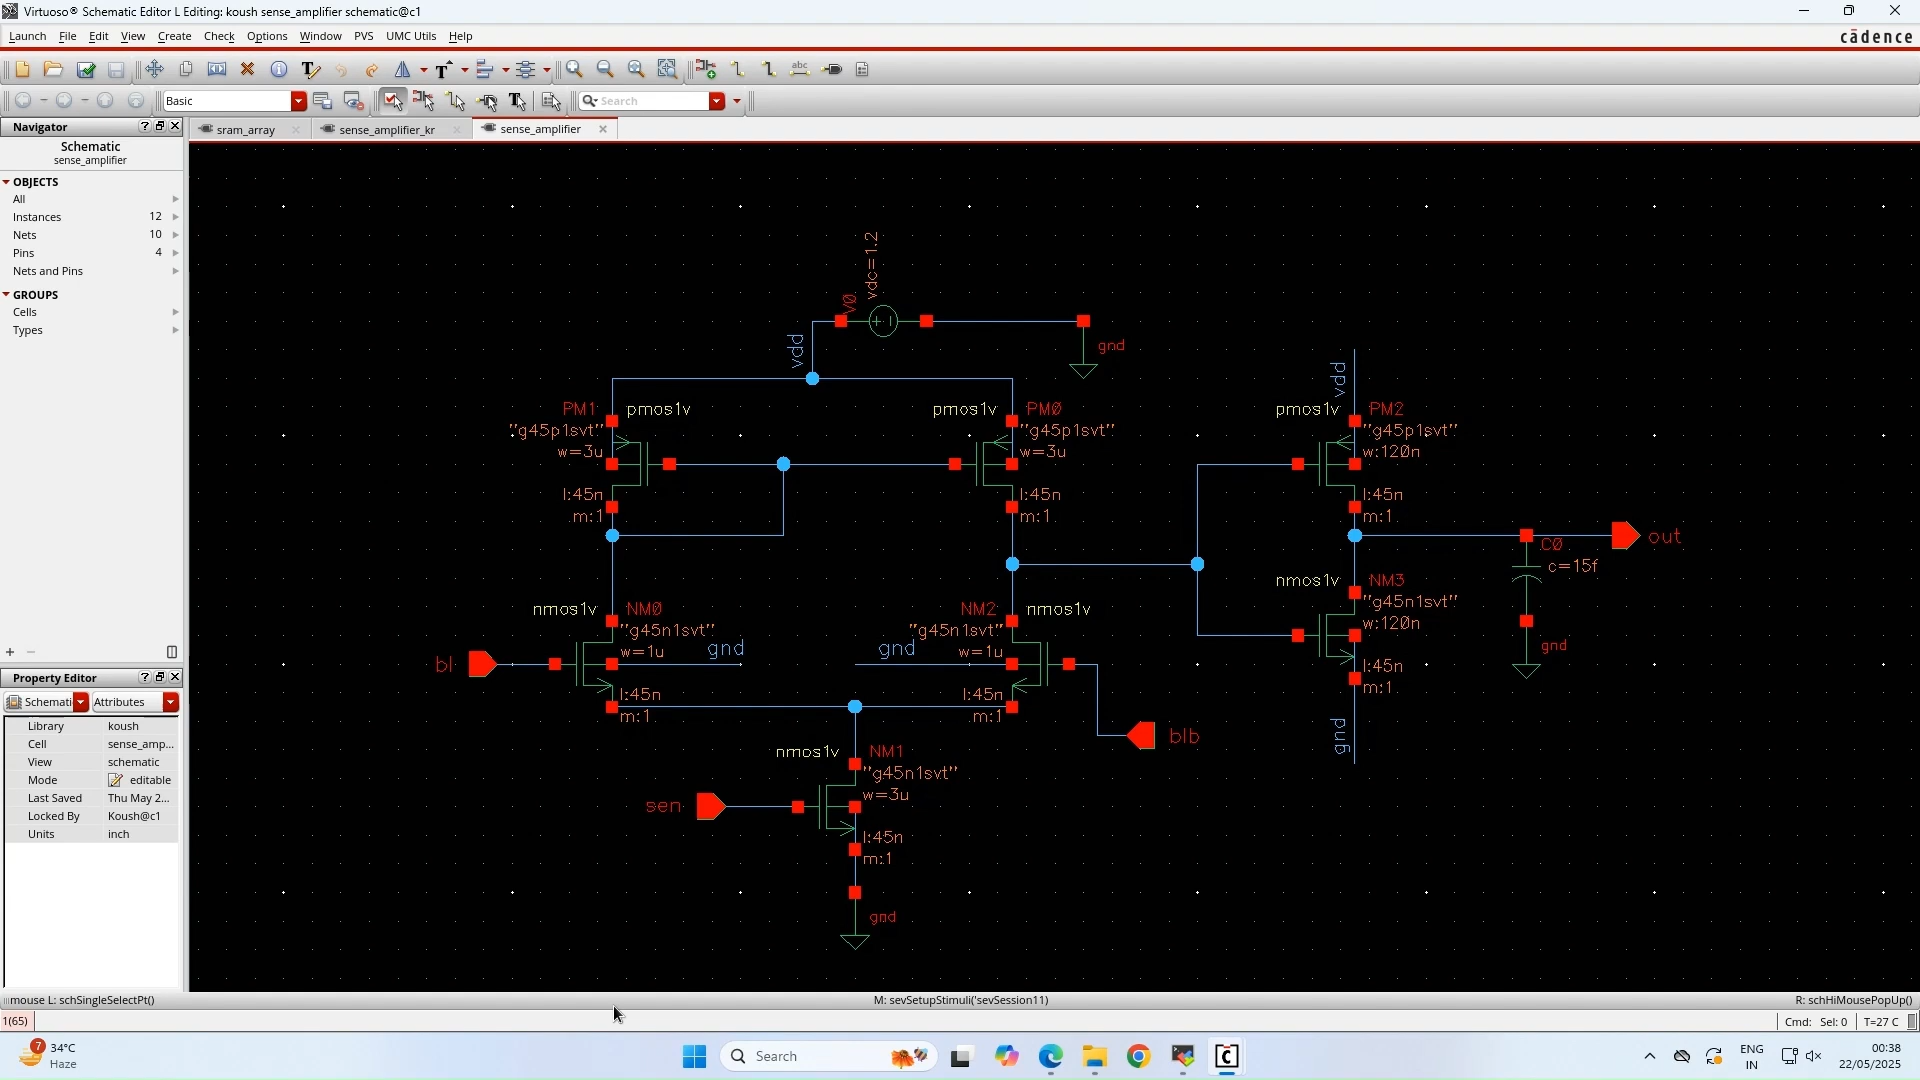 Virtuoso® Schematic Editor L Editing: koush sense_amplifier schematic@c1
Launch File Edit View Create Check Options Window PVS UMC Utils Help
cādence
Basic
Search
Navigator
sram_array
sense_amplifier_kr
sense_amplifier
Schematic
sense_amplifier
OBJECTS
All
Instances 12
Nets 10
Pins 4
Nets and Pins
GROUPS
Cells
Types
vdc=1.2
V0
vdd
gnd
vdd
PM1 pmos1v
"g45p1svt"
w=3u
l:45n
m:1
pmos1v PM0
"g45p1svt"
w=3u
l:45n
m:1
pmos1v PM2
"g45p1svt"
w:120n
l:45n
m:1
out
C0
c=15f
gnd
nmos1v NM0
"g45n1svt"
w=1u
gnd
bl
l:45n
m:1
NM2 nmos1v
"g45n1svt"
gnd
w=1u
l:45n
m:1
nmos1v NM3
"g45n1svt"
w:120n
l:45n
m:1
gnd
blb
nmos1v NM1
"g45n1svt"
w=3u
sen
l:45n
m:1
gnd
Property Editor
Schemati Attributes
Library koush
Cell sense_amp...
View schematic
Mode editable
Last Saved Thu May 2...
Locked By Koush@c1
Units inch
mouse L: schSingleSelectPt() M: sevSetupStimuli('sevSession11) R: schHiMousePopUp()
1(65) Cmd: Sel: 0 T=27 C
7
34°C
Haze
Search
ENG
IN
00:38
22/05/2025